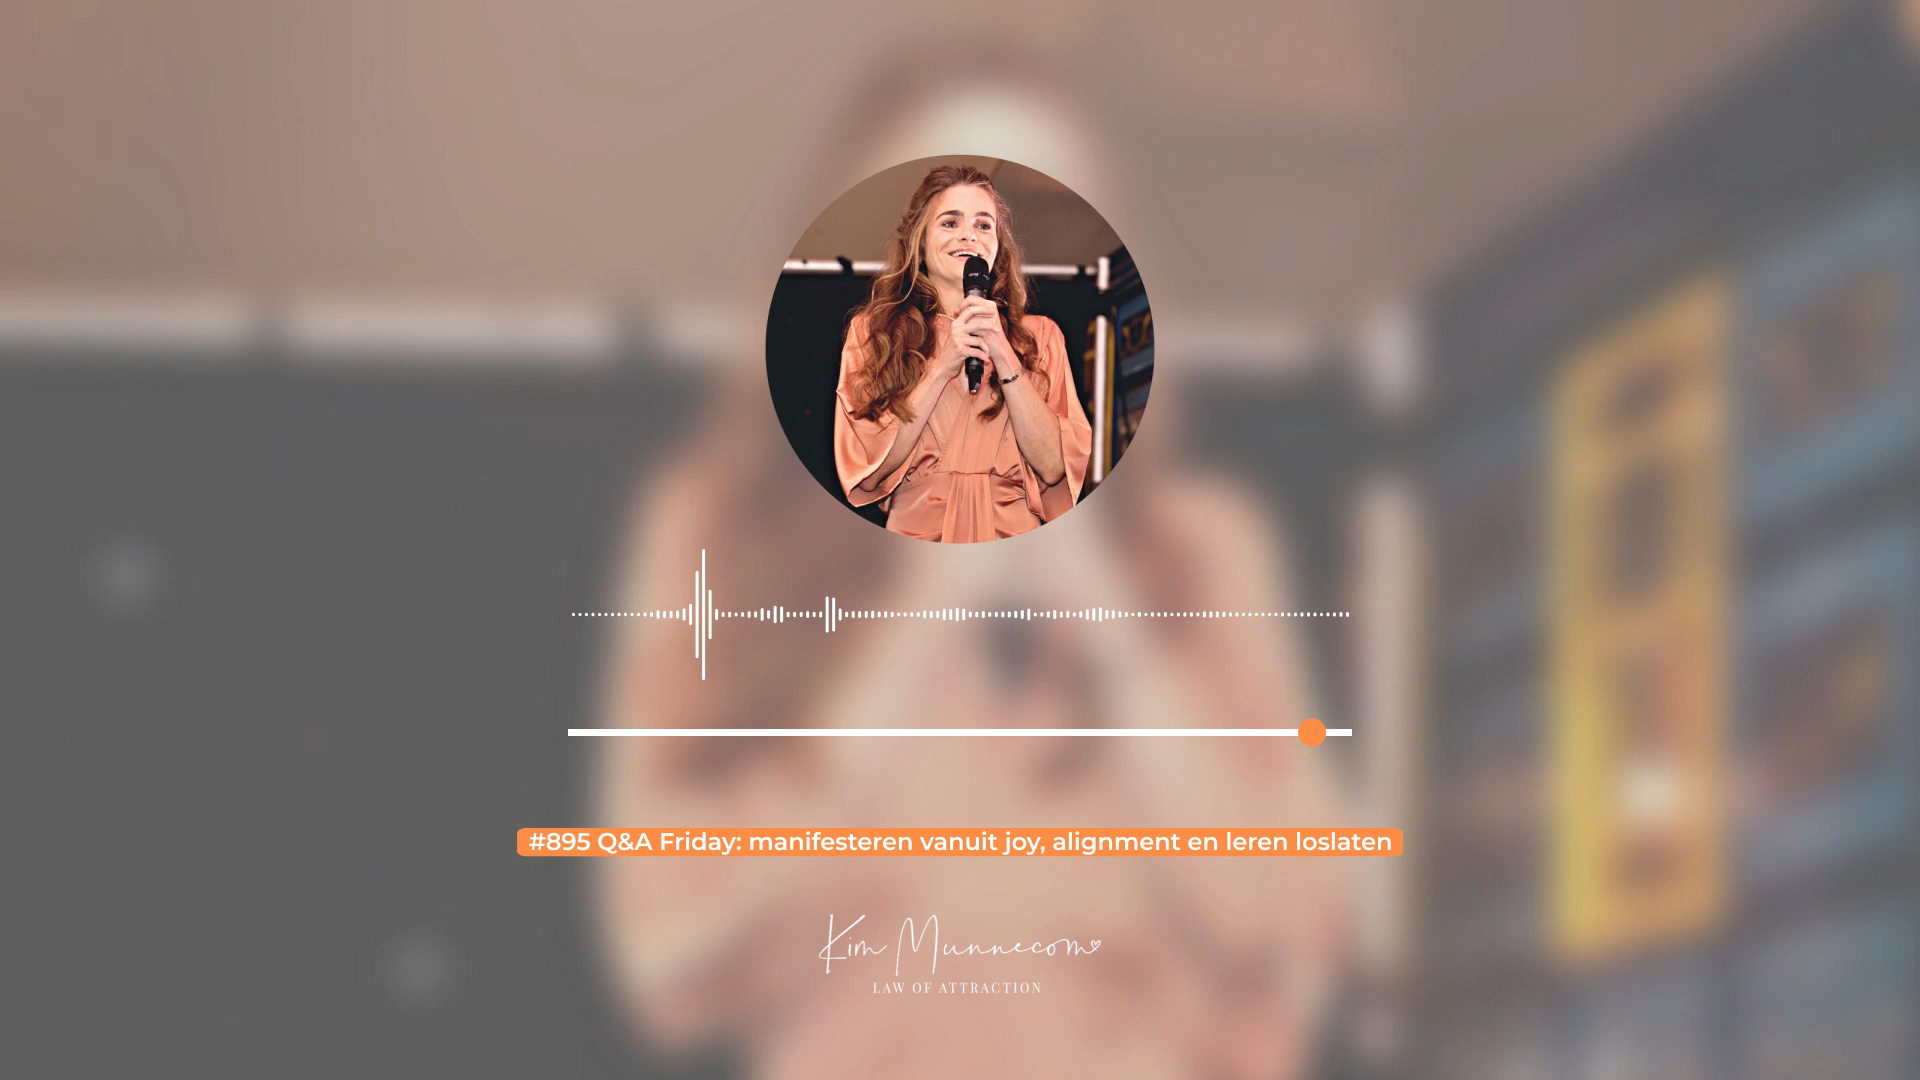 #895 Q&A Friday: manifesteren vanuit joy, alignment en leren loslaten
Kim Munnecom
LAW OF ATTRACTION